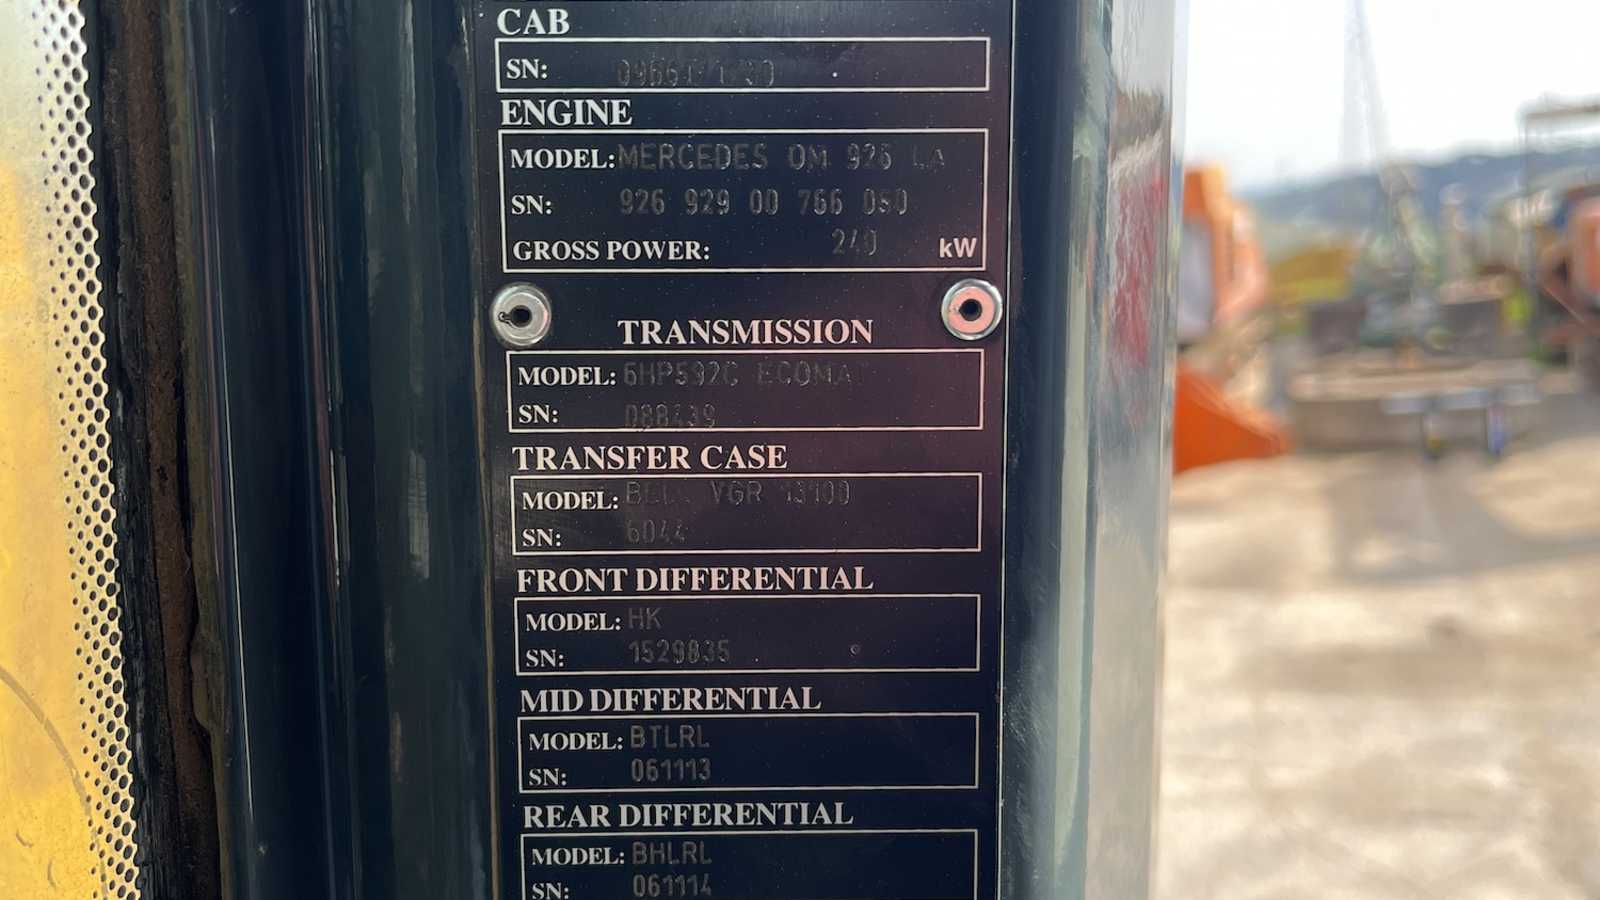 CAB
SN:
ENGINE
MODEL: MERCEDES OM 926 LA
SN: 926 929 00 766 050
GROSS POWER: 240 kW
TRANSMISSION
MODEL: 6HP592C ECOMAT
SN:
TRANSFER CASE
MODEL: VGR
SN: 6044
FRONT DIFFERENTIAL
MODEL: HK
SN: 1529835
MID DIFFERENTIAL
MODEL: BTLRL
SN: 061113
REAR DIFFERENTIAL
MODEL: BHLRL
SN: 061114